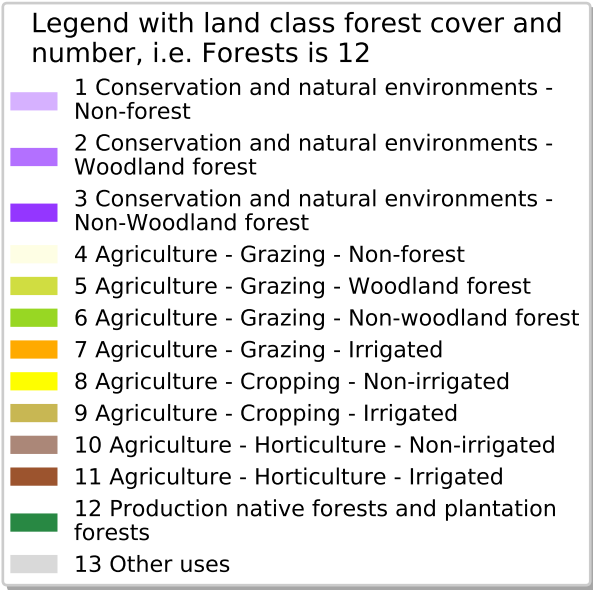 Legend with land class forest cover and
number, i.e. Forests is 12
1 Conservation and natural environments -
Non-forest
2 Conservation and natural environments -
Woodland forest
3 Conservation and natural environments -
Non-Woodland forest
4 Agriculture - Grazing - Non-forest
5 Agriculture - Grazing - Woodland forest
6 Agriculture - Grazing - Non-woodland forest
7 Agriculture - Grazing - Irrigated
8 Agriculture - Cropping - Non-irrigated
9 Agriculture - Cropping - Irrigated
10 Agriculture - Horticulture - Non-irrigated
11 Agriculture - Horticulture - Irrigated
12 Production native forests and plantation
forests
13 Other uses